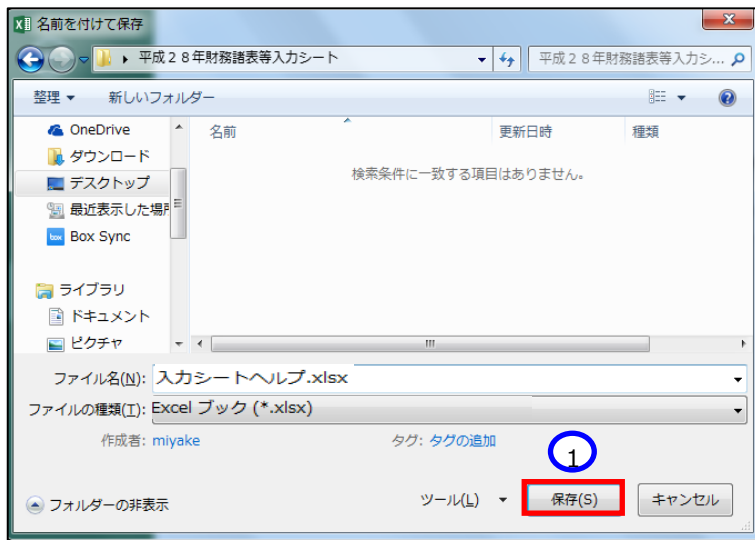 名前を付けて保存
平成２８年財務諸表等入力シート
平成２８年財務諸表等入力シ...
整理
新しいフォルダー
OneDrive
ダウンロード
デスクトップ
最近表示した場所
Box Sync
ライブラリ
ドキュメント
ピクチャ
名前
更新日時
種類
検索条件に一致する項目はありません。
ファイル名(N):
入力シートヘルプ.xlsx
ファイルの種類(T):
Excel ブック (*.xlsx)
作成者: miyake
タグ: タグの追加
1
フォルダーの非表示
ツール(L)
保存(S)
キャンセル